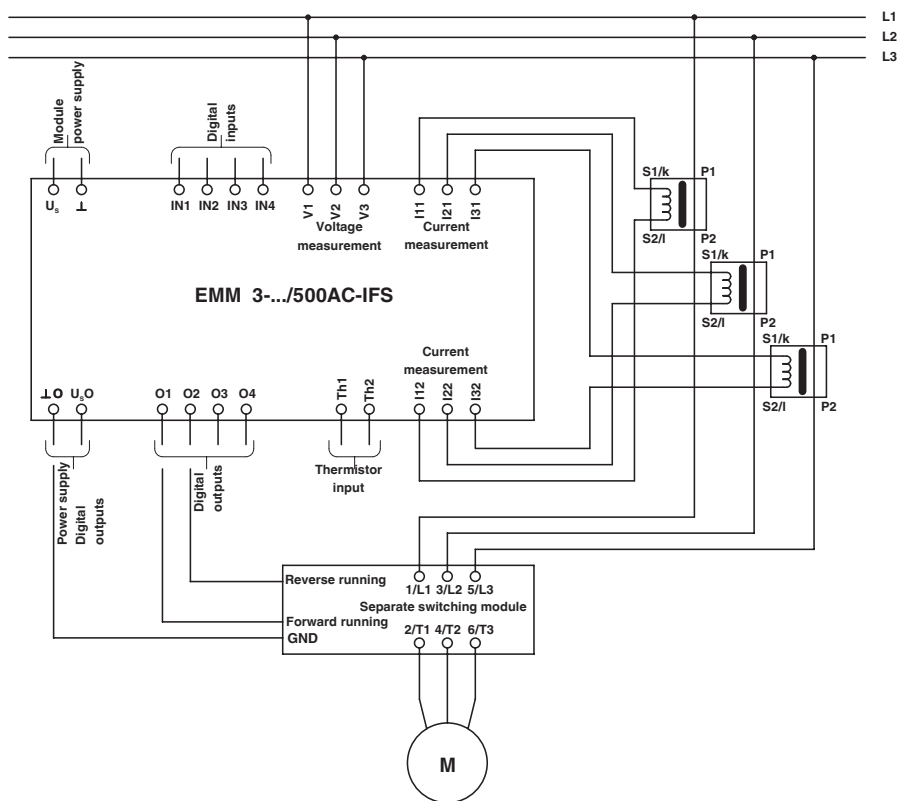 L1
L2
L3
Module
power supply
Digital
inputs
U_S
⊥
IN1 IN2 IN3 IN4
V1 V2 V3
Voltage
measurement
I11 I21 I31
Current
measurement
S1/k P1
S2/l P2
S1/k P1
S2/l P2
S1/k P1
S2/l P2
EMM 3-.../500AC-IFS
Current
measurement
⊥O U_SO
O1 O2 O3 O4
Th1 Th2
I12 I22 I32
Power supply
Digital
outputs
Digital
outputs
Thermistor
input
Reverse running
1/L1 3/L2 5/L3
Separate switching module
Forward running
GND
2/T1 4/T2 6/T3
M